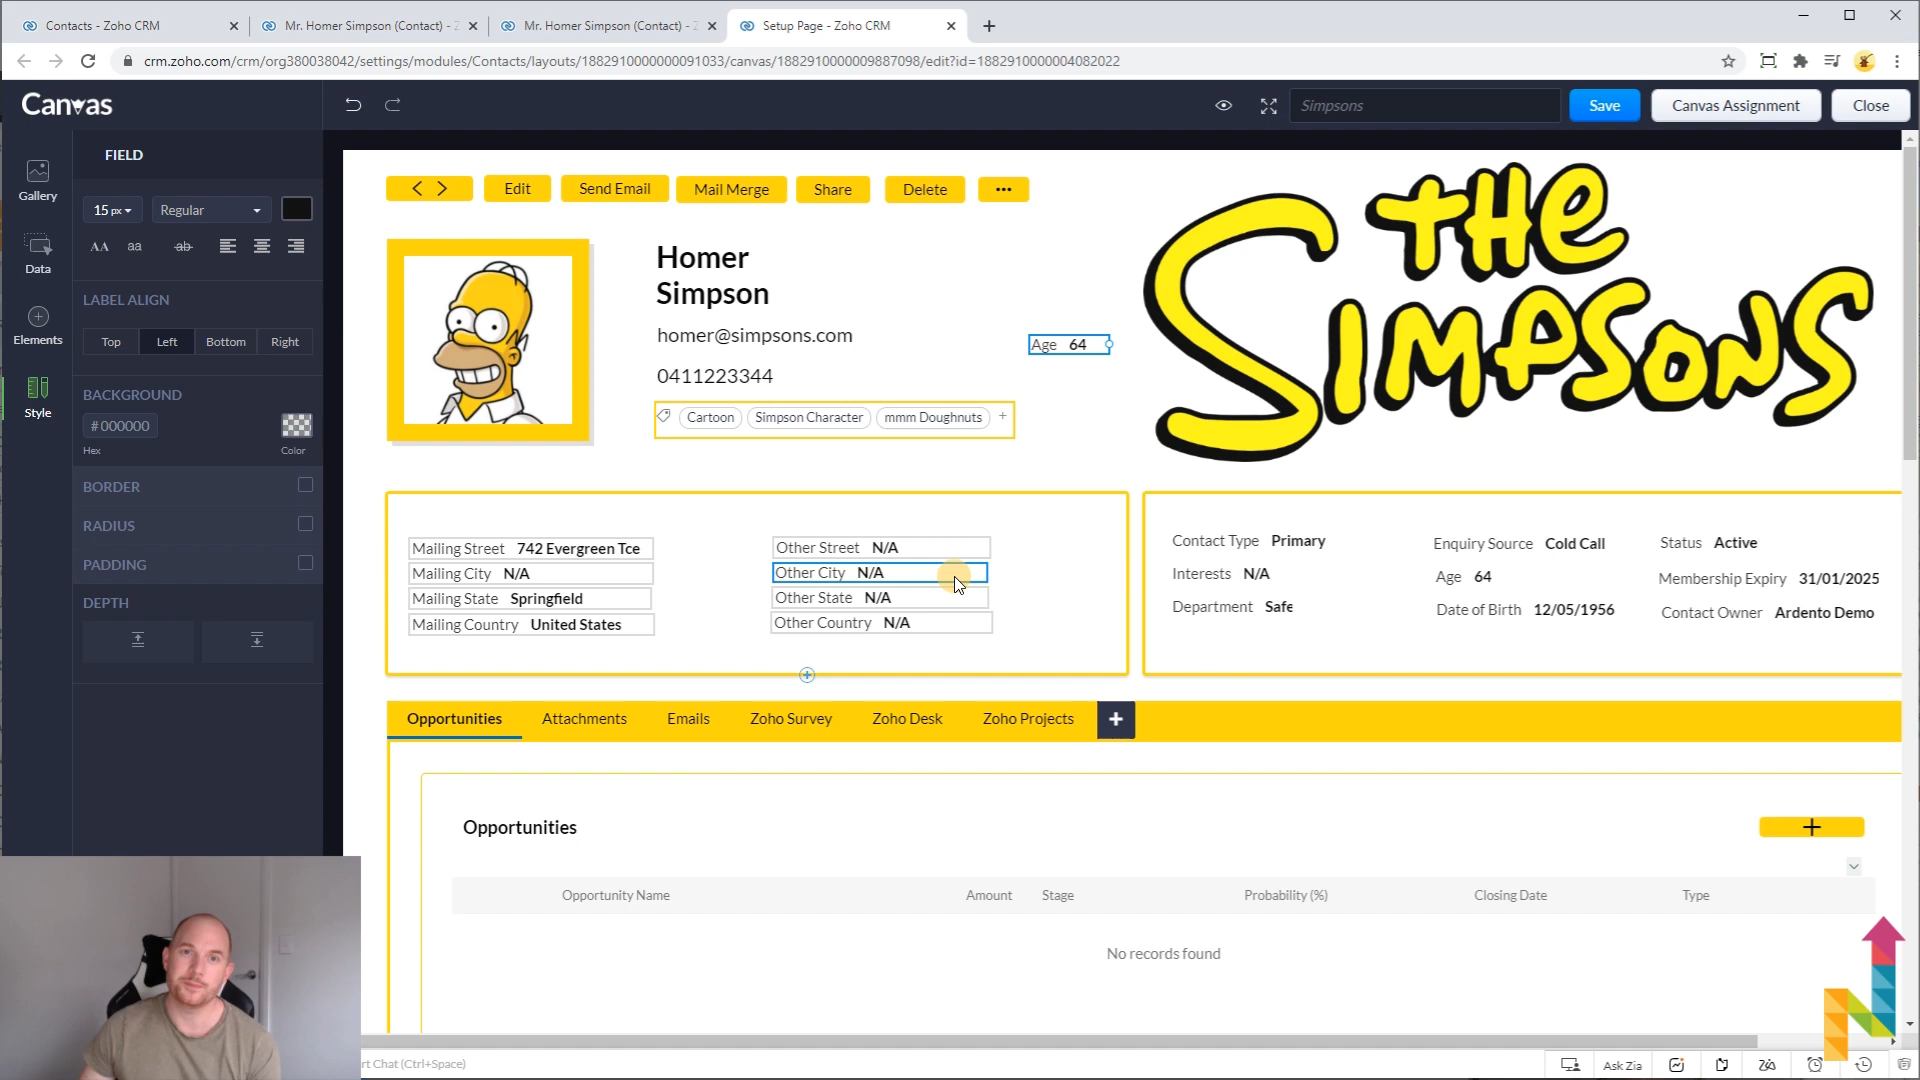 Contacts - Zoho CRM
Mr. Homer Simpson (Contact) - Z
Mr. Homer Simpson (Contact) - Z
Setup Page - Zoho CRM
crm.zoho.com/crm/org380038042/settings/modules/Contacts/layouts/1882910000000091033/canvas/1882910000009887098/edit?id=1882910000004082022
Canvas
Simpsons
Save
Canvas Assignment
Close
Gallery
Data
Elements
Style
FIELD
15 px
Regular
AA
aa
ab
LABEL ALIGN
Top
Left
Bottom
Right
BACKGROUND
#000000
Hex
Color
BORDER
RADIUS
PADDING
DEPTH
Edit
Send Email
Mail Merge
Share
Delete
Homer
Simpson
homer@simpsons.com
0411223344
Cartoon
Simpson Character
mmm Doughnuts
+
Age 64
THE
SIMPSONS
Mailing Street 742 Evergreen Tce
Mailing City N/A
Mailing State Springfield
Mailing Country United States
Other Street N/A
Other City N/A
Other State N/A
Other Country N/A
Contact Type Primary
Interests N/A
Department Safe
Enquiry Source Cold Call
Age 64
Date of Birth 12/05/1956
Status Active
Membership Expiry 31/01/2025
Contact Owner Ardento Demo
Opportunities
Attachments
Emails
Zoho Survey
Zoho Desk
Zoho Projects
Opportunities
Opportunity Name
Amount
Stage
Probability (%)
Closing Date
Type
No records found
rt Chat (Ctrl+Space)
Ask Zia